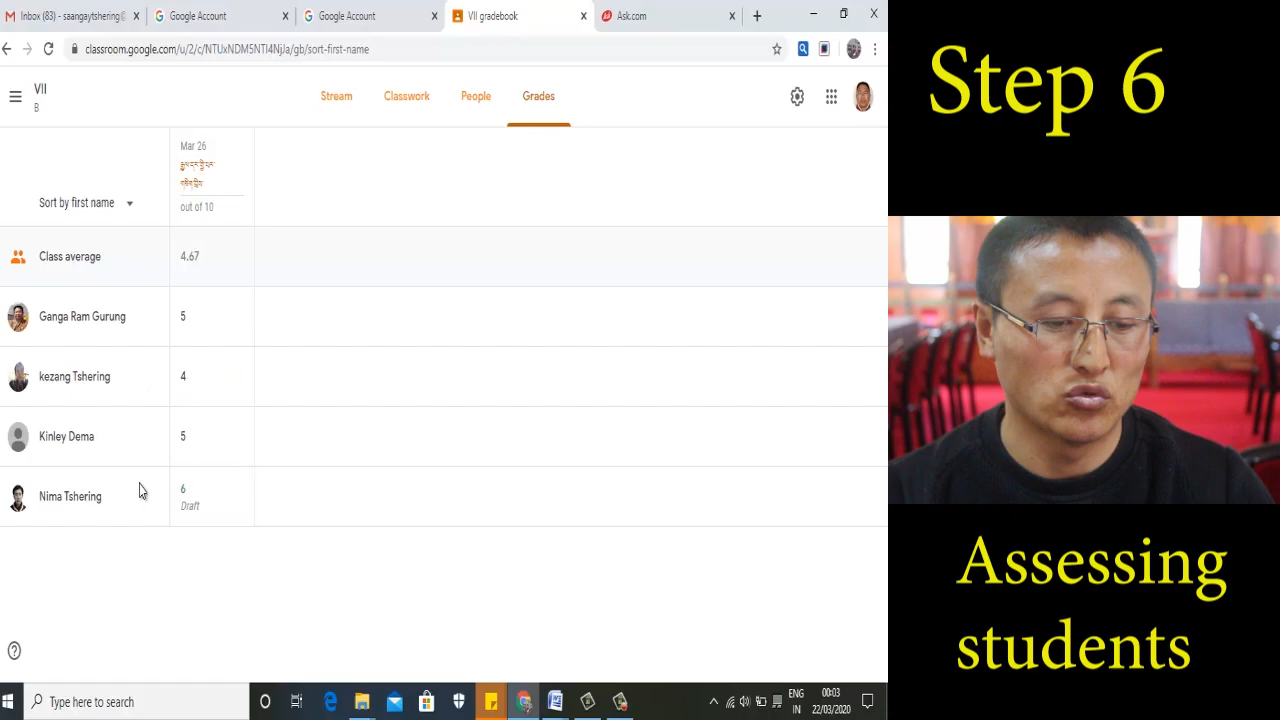 Inbox (83) - saangaytshering@
Google Account
Google Account
VII gradebook
Ask.com
classroom.google.com/u/2/c/NTUxNDM5NTI4NjJa/gb/sort-first-name
VII
B
Stream
Classwork
People
Grades
Mar 26
Sort by first name
out of 10
Class average
4.67
Ganga Ram Gurung
5
kezang Tshering
4
Kinley Dema
5
Nima Tshering
6
Draft
Type here to search
ENG
IN
00:03
22/03/2020
Step 6
Assessing
students